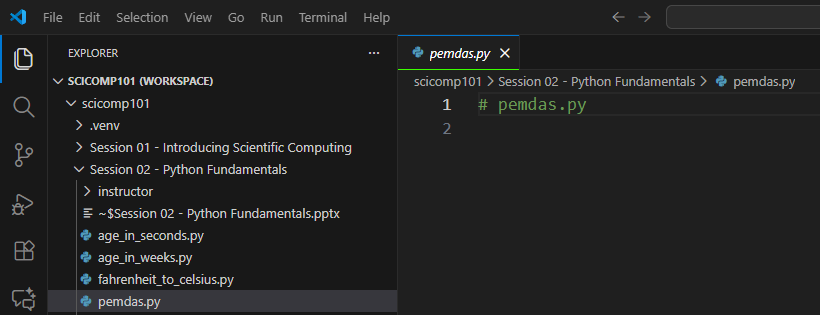 File Edit Selection View Go Run Terminal Help
EXPLORER ...
SCICOMP101 (WORKSPACE)
scicomp101
.venv
Session 01 - Introducing Scientific Computing
Session 02 - Python Fundamentals
instructor
~$Session 02 - Python Fundamentals.pptx
age_in_seconds.py
age_in_weeks.py
fahrenheit_to_celsius.py
pemdas.py
pemdas.py
scicomp101 > Session 02 - Python Fundamentals > pemdas.py
1 # pemdas.py
2